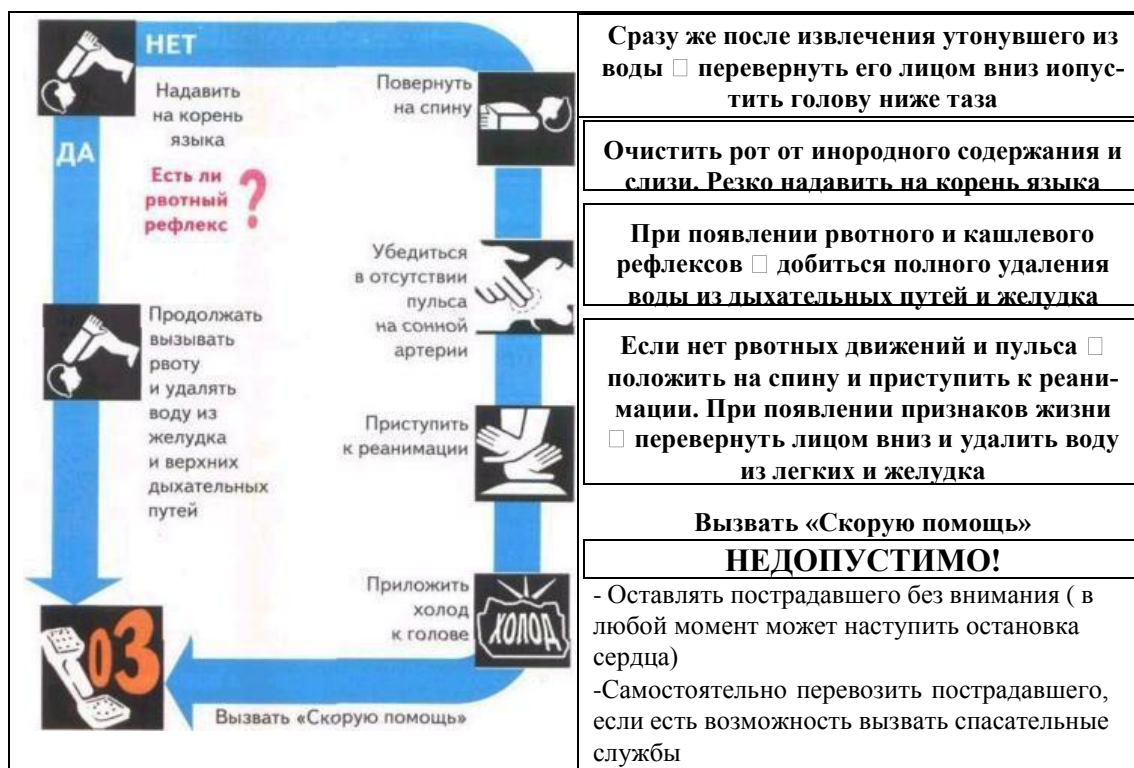 НЕТ
Надавить
на корень
языка
ДА
Есть ли
рвотный
рефлекс
?
Продолжать
вызывать
рвоту
и удалять
воду из
желудка
и верхних
дыхательных
путей
Повернуть
на спину
Убедиться
в отсутствии
пульса
на сонной
артерии
Приступить
к реанимации
Приложить
холод
к голове
ХОЛОД
03
Вызвать «Скорую помощь»
Сразу же после извлечения утонувшего из
воды □ перевернуть его лицом вниз иопус-
тить голову ниже таза
Очистить рот от инородного содержания и
слизи. Резко надавить на корень языка
При появлении рвотного и кашлевого
рефлексов □ добиться полного удаления
воды из дыхательных путей и желудка
Если нет рвотных движений и пульса □
положить на спину и приступить к реани-
мации. При появлении признаков жизни
□ перевернуть лицом вниз и удалить воду
из легких и желудка
Вызвать «Скорую помощь»
НЕДОПУСТИМО!
- Оставлять пострадавшего без внимания ( в
любой момент может наступить остановка
сердца)
-Самостоятельно перевозить пострадавшего,
если есть возможность вызвать спасательные
службы